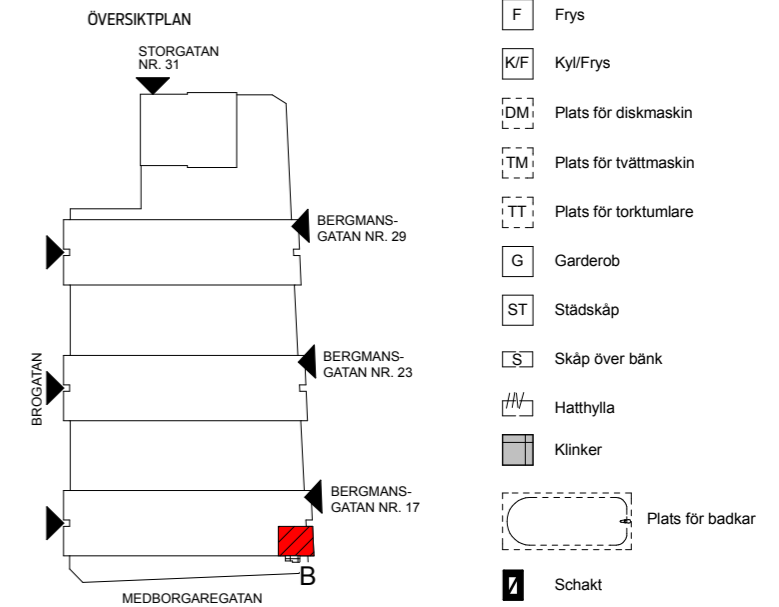 ÖVERSIKTPLAN
STORGATAN
NR. 31
BERGMANS-
GATAN NR. 29
BERGMANS-
GATAN NR. 23
BROGATAN
BERGMANS-
GATAN NR. 17
B
MEDBORGAREGATAN
F Frys
K/F Kyl/Frys
DM Plats för diskmaskin
TM Plats för tvättmaskin
TT Plats för torktumlare
G Garderob
ST Städskåp
S Skåp över bänk
Hatthylla
Klinker
Plats för badkar
Schakt